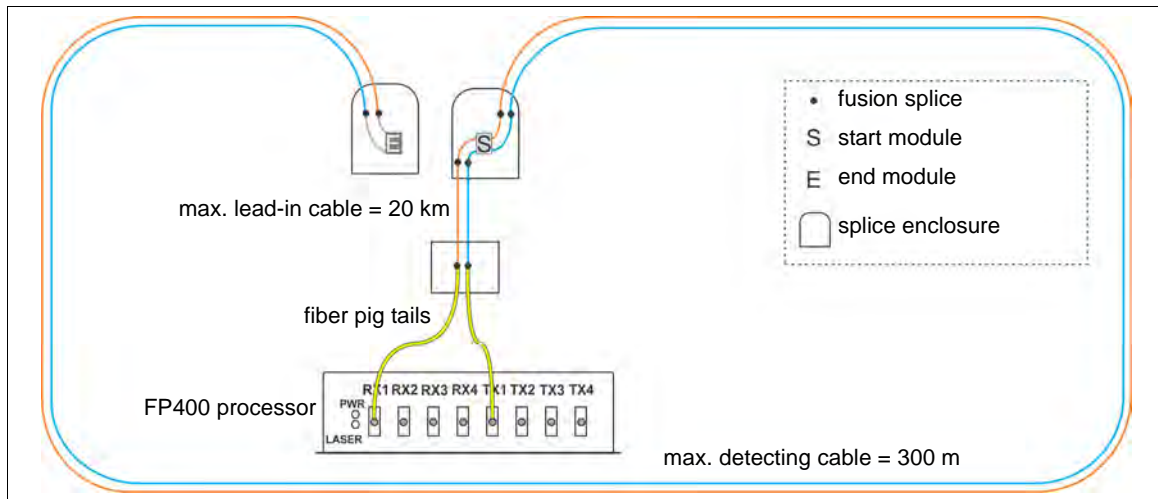 fusion splice
S start module
E end module
splice enclosure
E
S
max. lead-in cable = 20 km
fiber pig tails
FP400 processor
RX1 RX2 RX3 RX4 TX1 TX2 TX3 TX4
PWR
LASER
max. detecting cable = 300 m